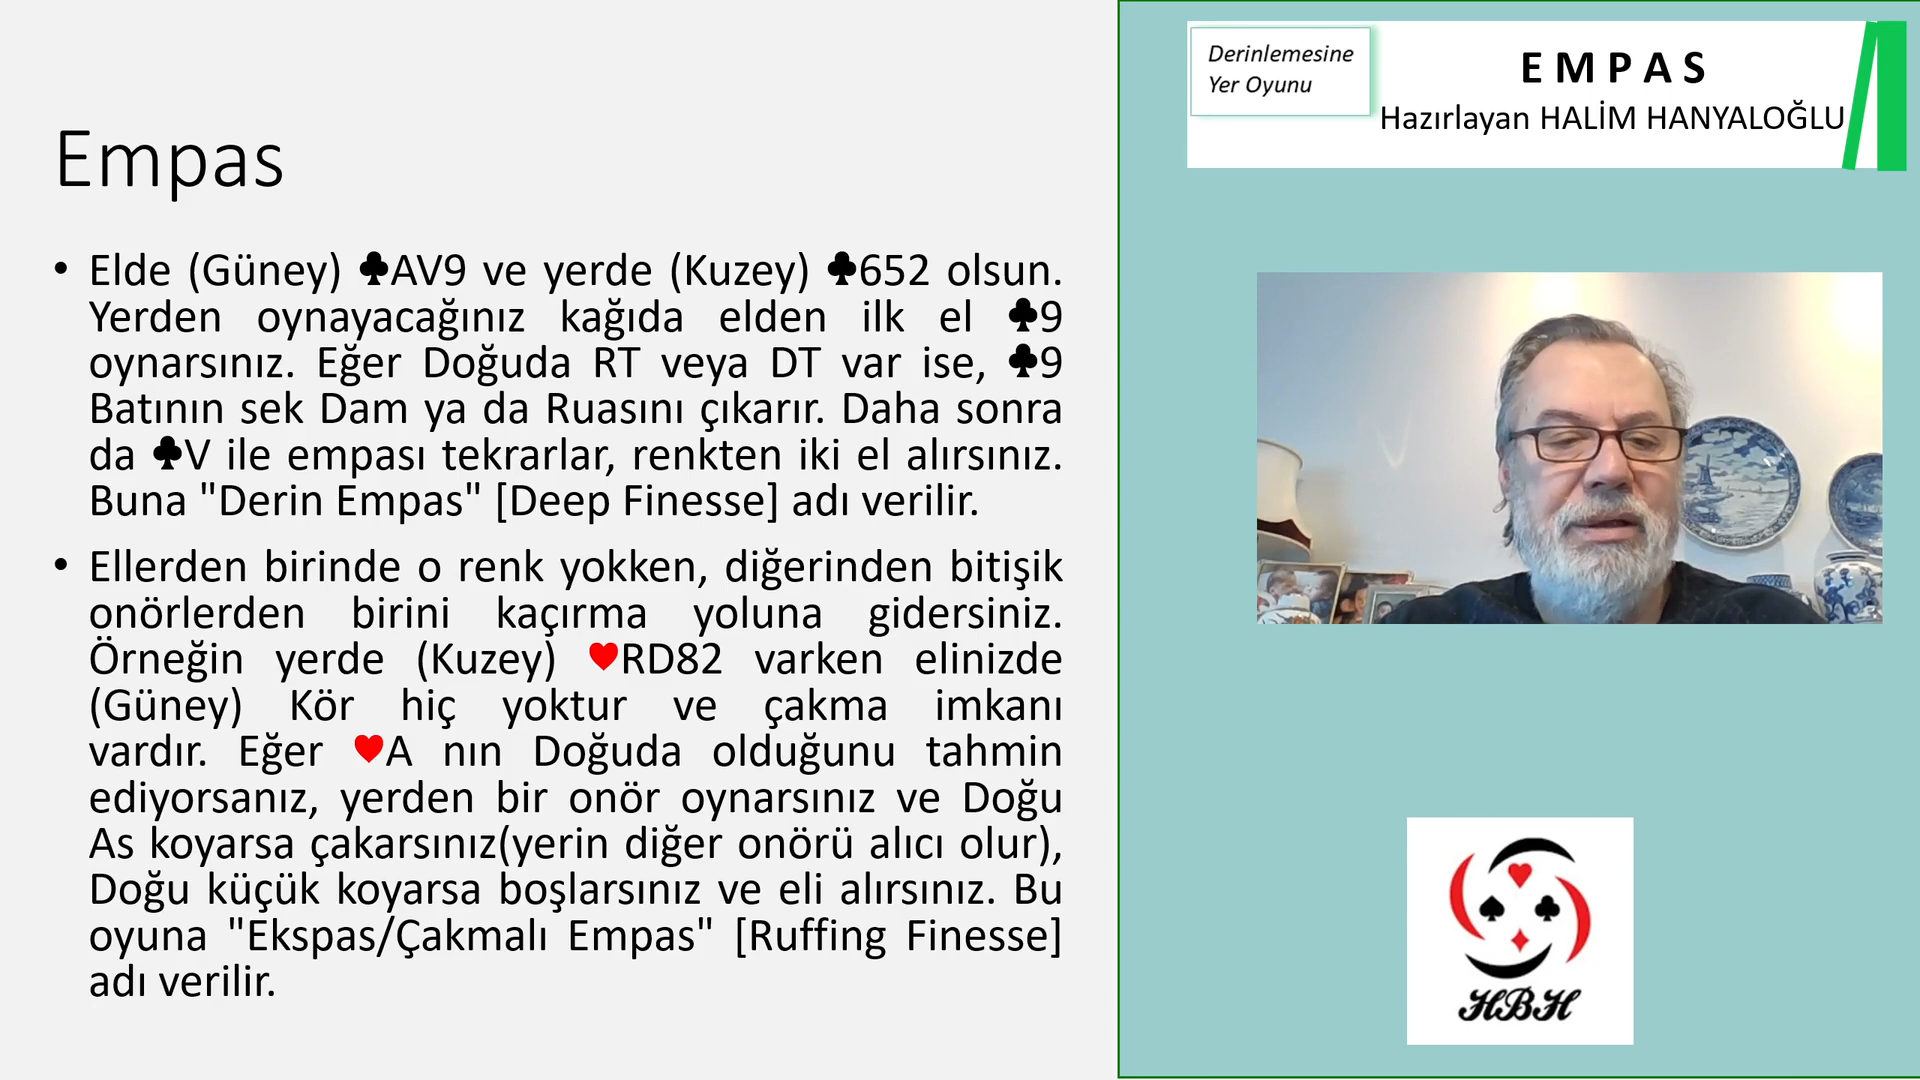 Empas
• Elde (Güney) ♣AV9 ve yerde (Kuzey) ♣652 olsun.
Yerden oynayacağınız kağıda elden ilk el ♣9
oynarsınız. Eğer Doğuda RT veya DT var ise, ♣9
Batının sek Dam ya da Ruasını çıkarır. Daha sonra
da ♣V ile empası tekrarlar, renkten iki el alırsınız.
Buna "Derin Empas" [Deep Finesse] adı verilir.
• Ellerden birinde o renk yokken, diğerinden bitişik
onörlerden birini kaçırma yoluna gidersiniz.
Örneğin yerde (Kuzey) ♥RD82 varken elinizde
(Güney) Kör hiç yoktur ve çakma imkanı
vardır. Eğer ♥A nın Doğuda olduğunu tahmin
ediyorsanız, yerden bir onör oynarsınız ve Doğu
As koyarsa çakarsınız(yerin diğer onörü alıcı olur),
Doğu küçük koyarsa boşlarsınız ve eli alırsınız. Bu
oyuna "Ekspas/Çakmalı Empas" [Ruffing Finesse]
adı verilir.
Derinlemesine
Yer Oyunu
E M P A S
Hazırlayan HALİM HANYALOĞLU
HBH